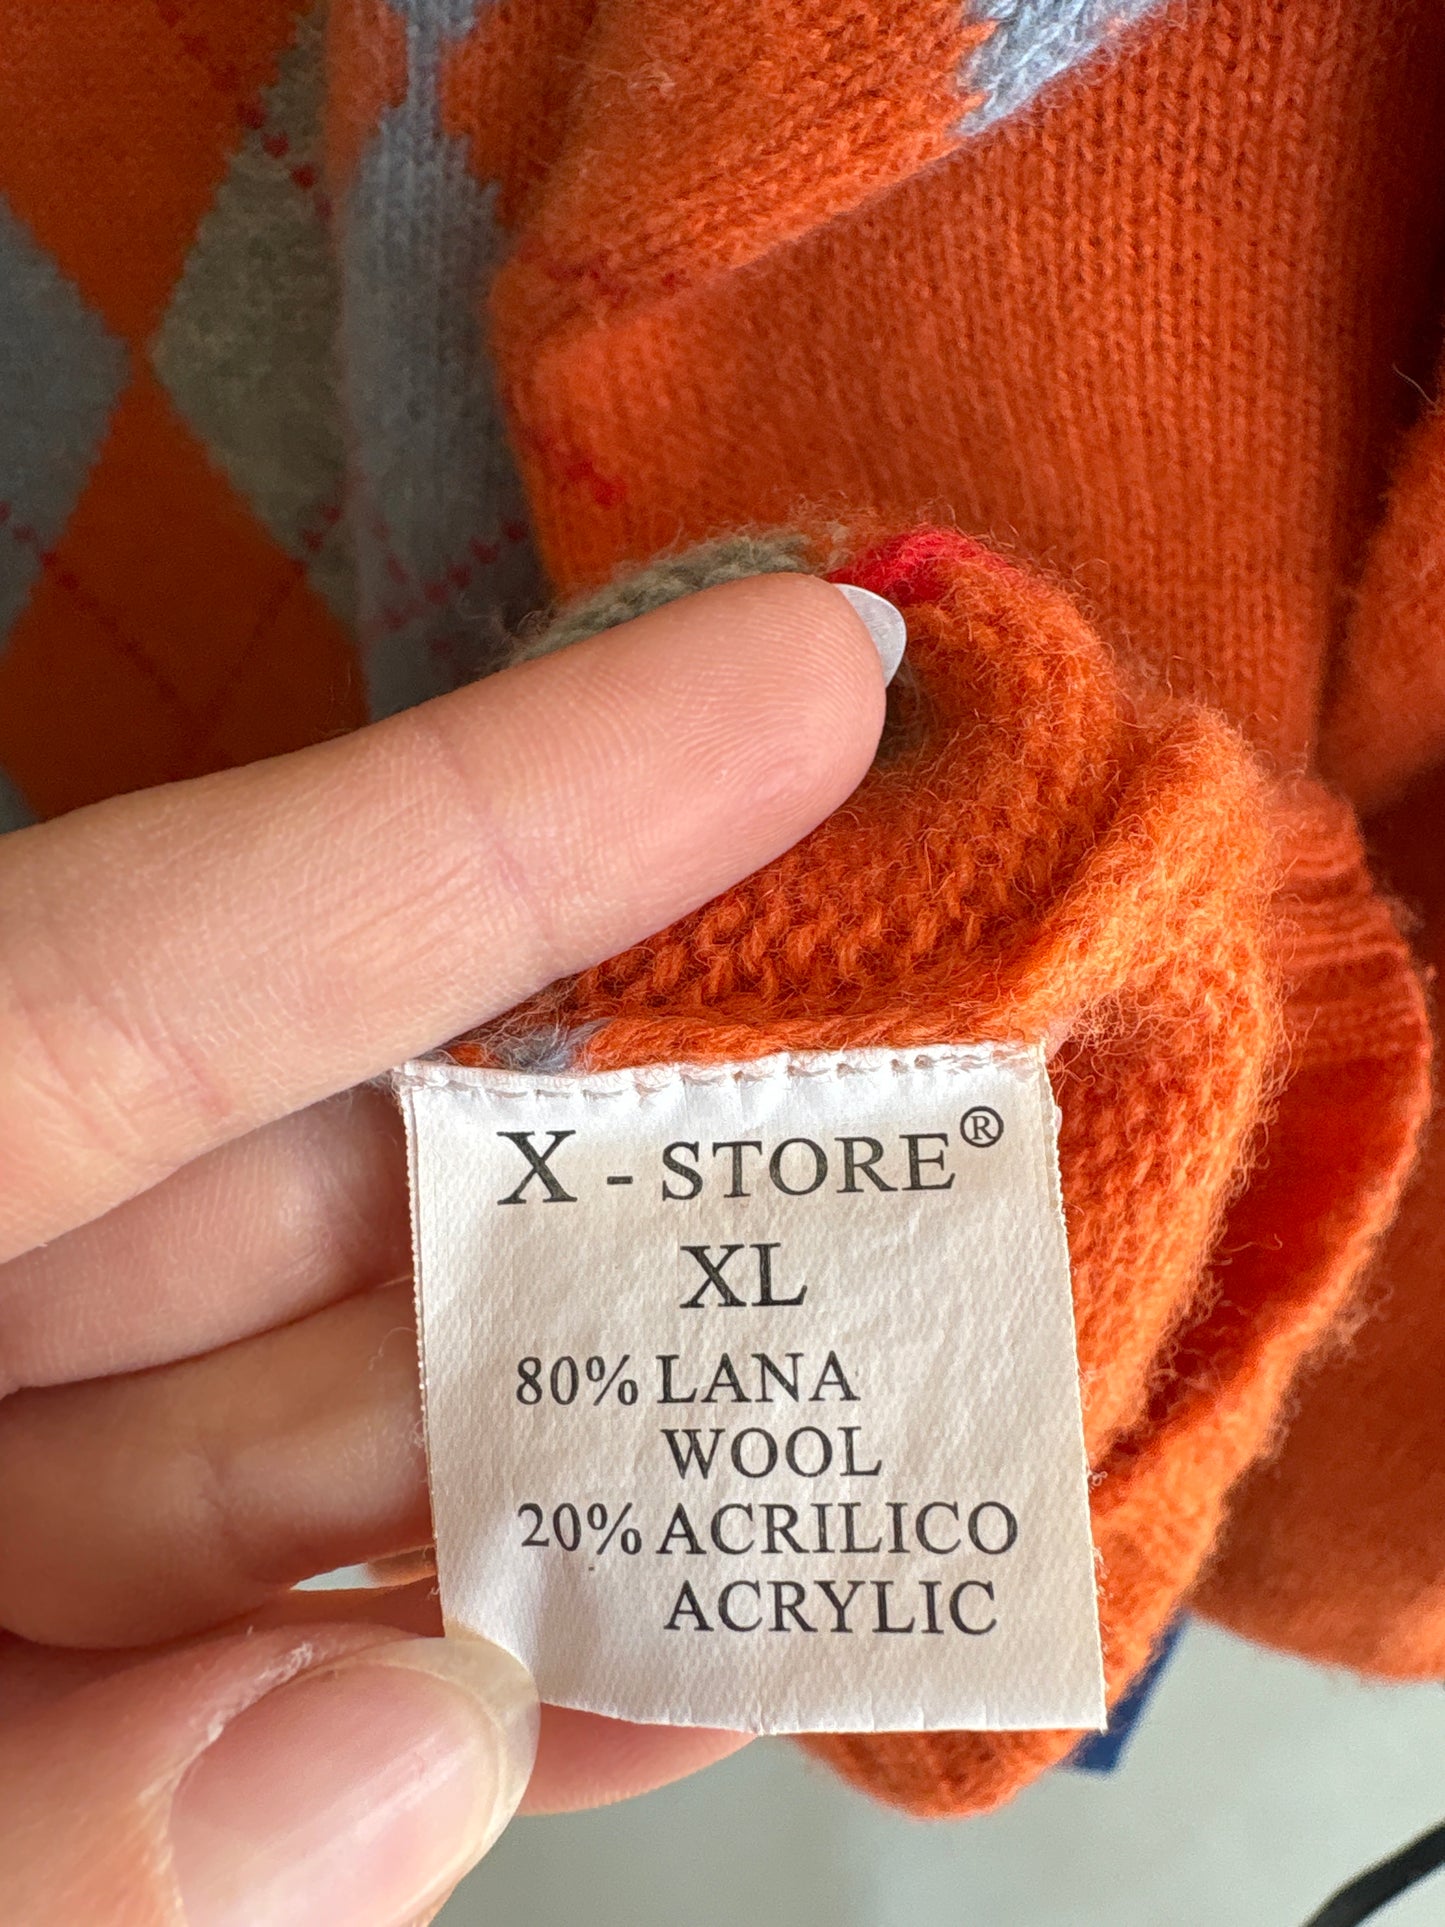 X - STORE®
XL
80% LANA
WOOL
20% ACRILICO
ACRYLIC